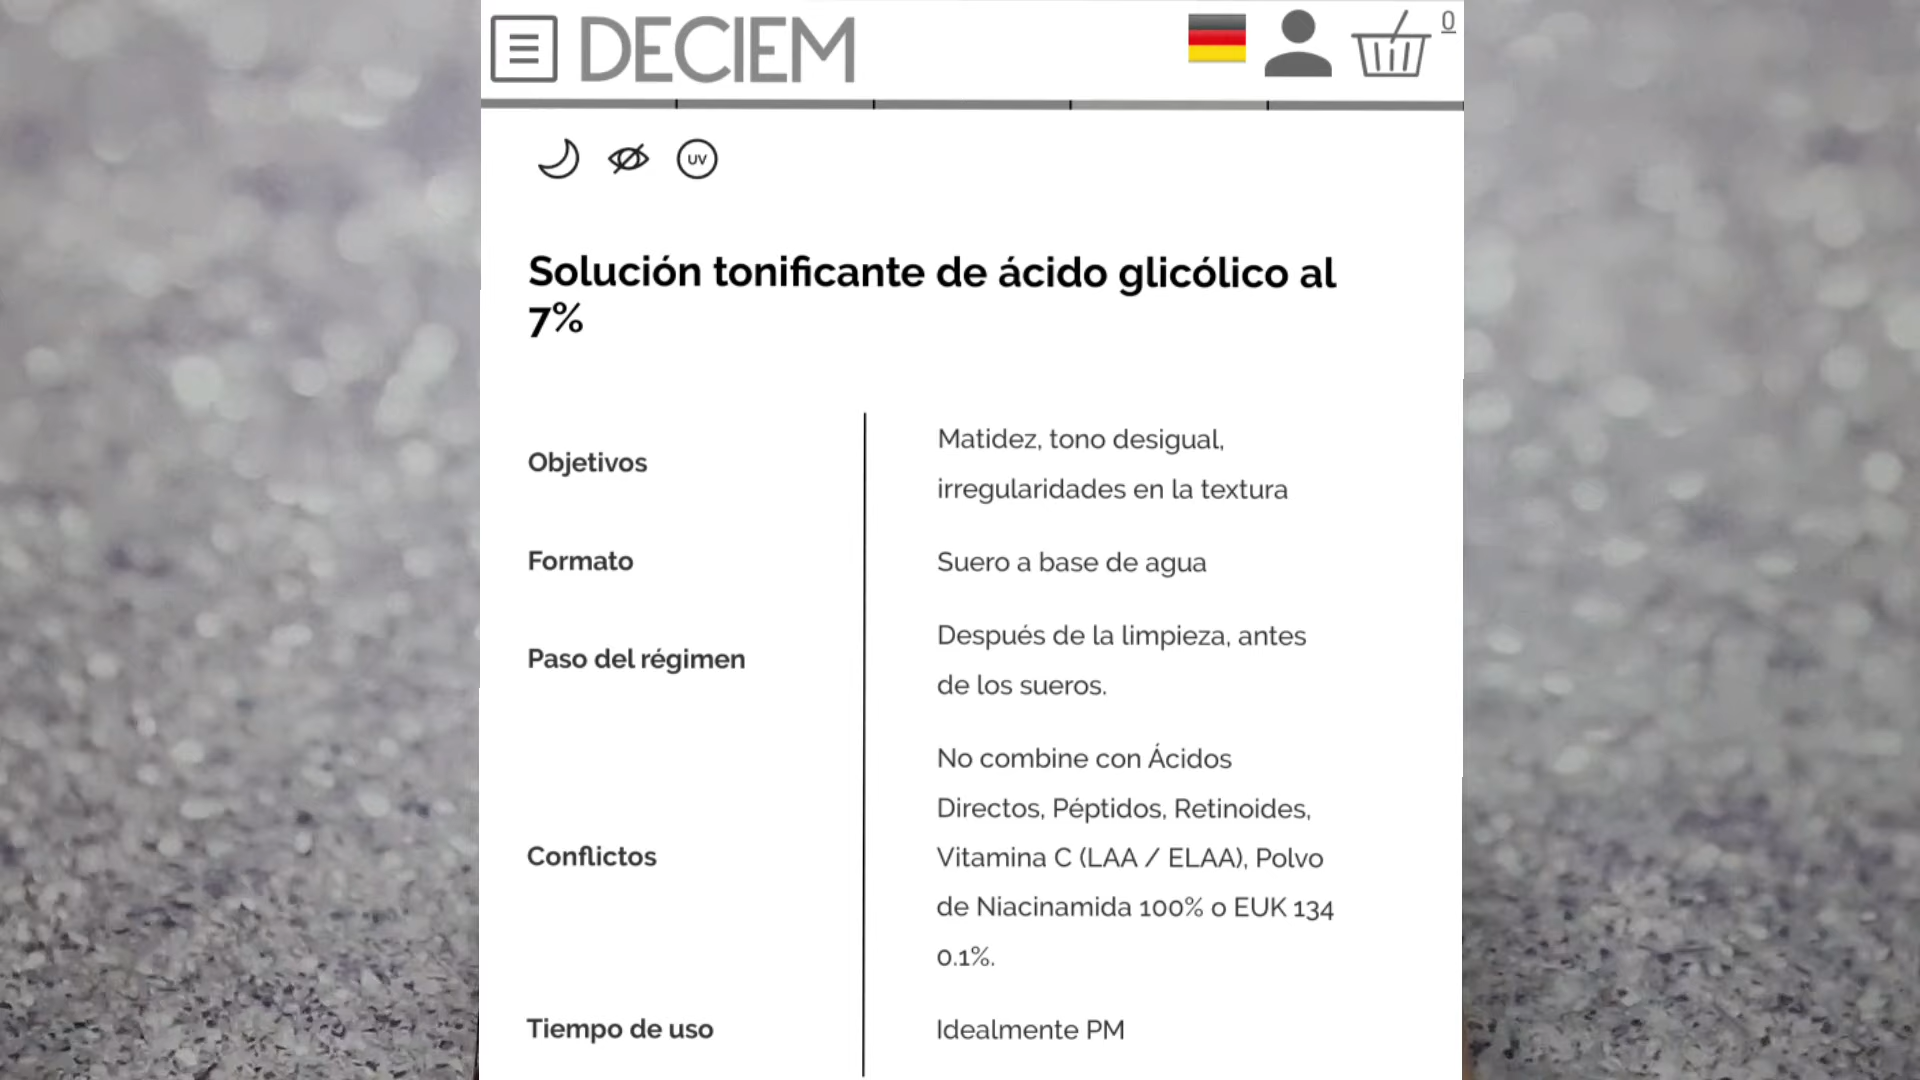 DECIEM
0
UV
Solución tonificante de ácido glicólico al
7%
Objetivos
Matidez, tono desigual,
irregularidades en la textura
Formato
Suero a base de agua
Paso del régimen
Después de la limpieza, antes
de los sueros.
Conflictos
No combine con Ácidos
Directos, Péptidos, Retinoides,
Vitamina C (LAA / ELAA), Polvo
de Niacinamida 100% o EUK 134
0.1%.
Tiempo de uso
Idealmente PM